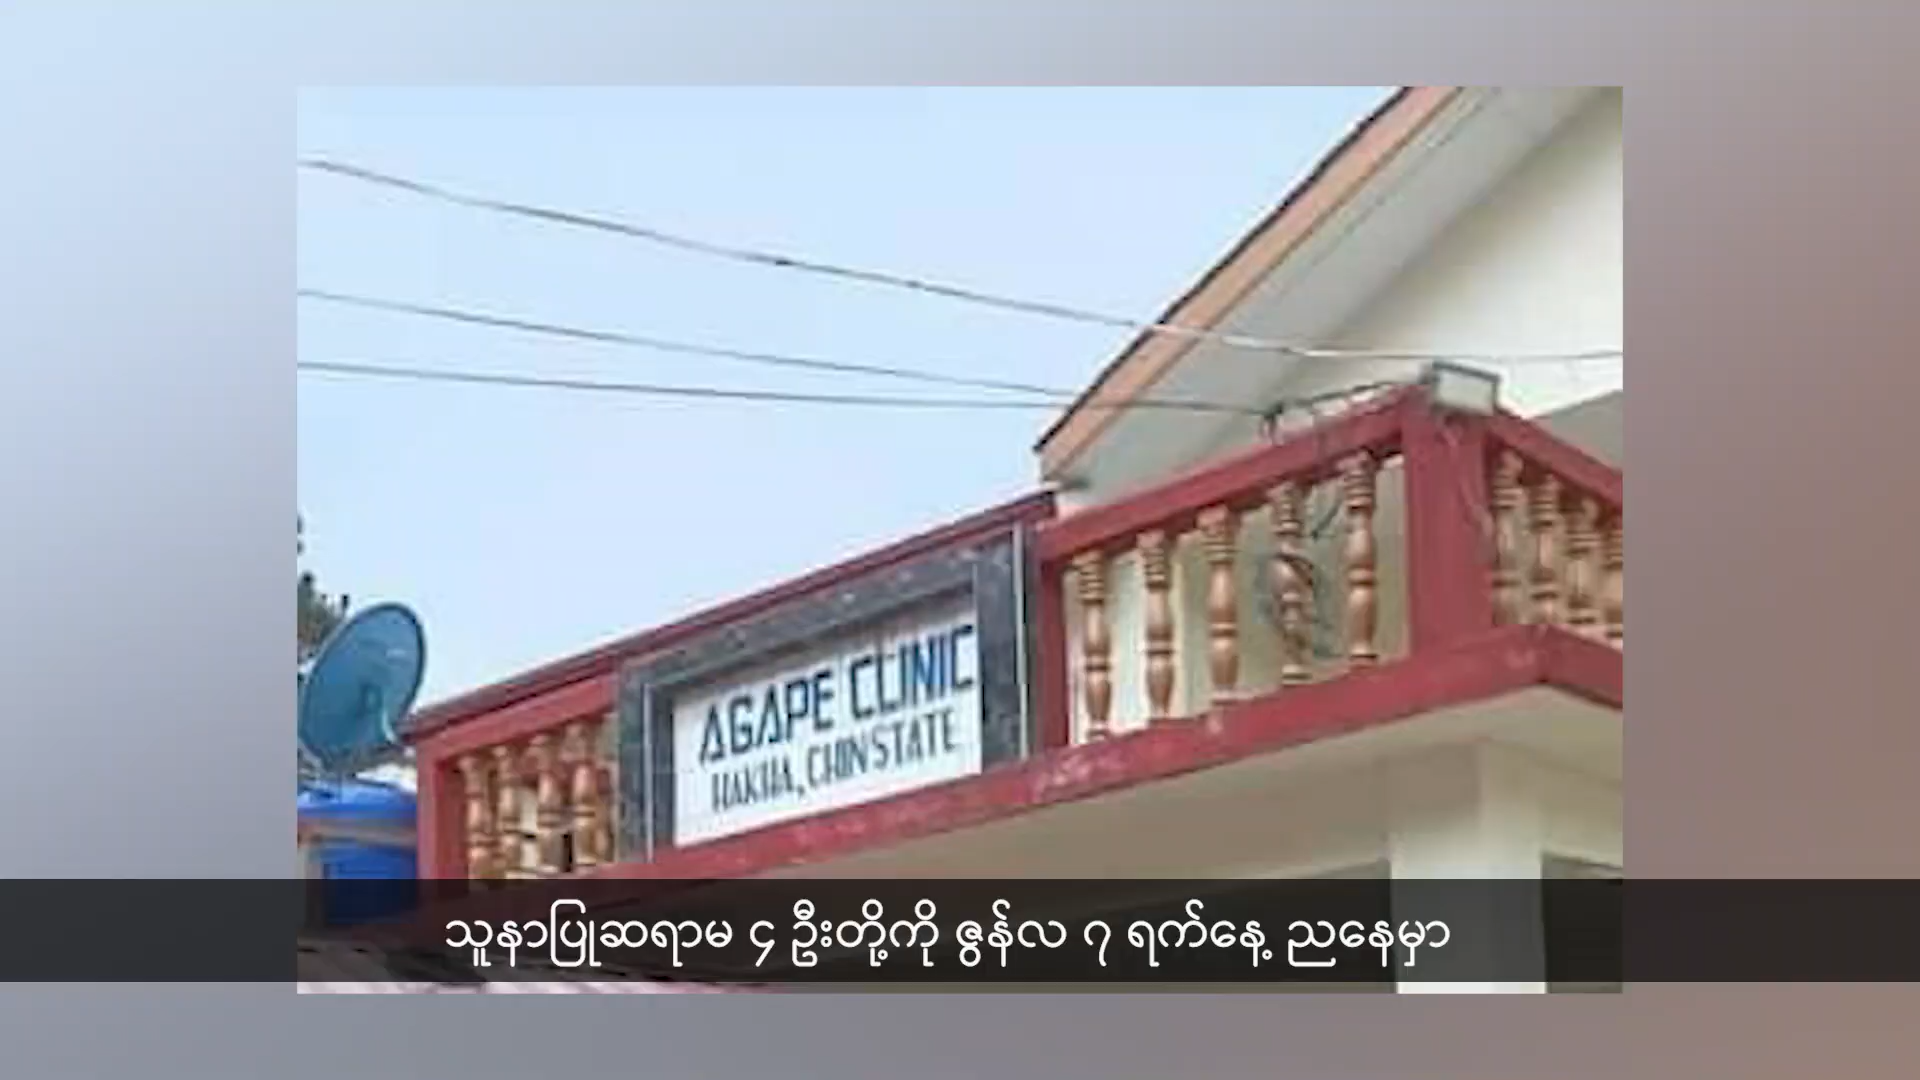 AGAPE CLINIC
HAKHA, CHIN STATE
သူနာပြုဆရာမ ၄ ဦးတို့ကို ဇွန်လ ၇ ရက်နေ့ ညနေမှာ